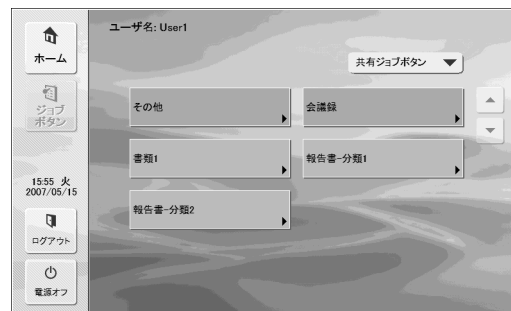 ホーム
ジョブ
ボタン
15:55 火
2007/05/15
ログアウト
電源オフ
ユーザ名: User1
共有ジョブボタン
その他
会議録
書類1
報告書-分類1
報告書-分類2